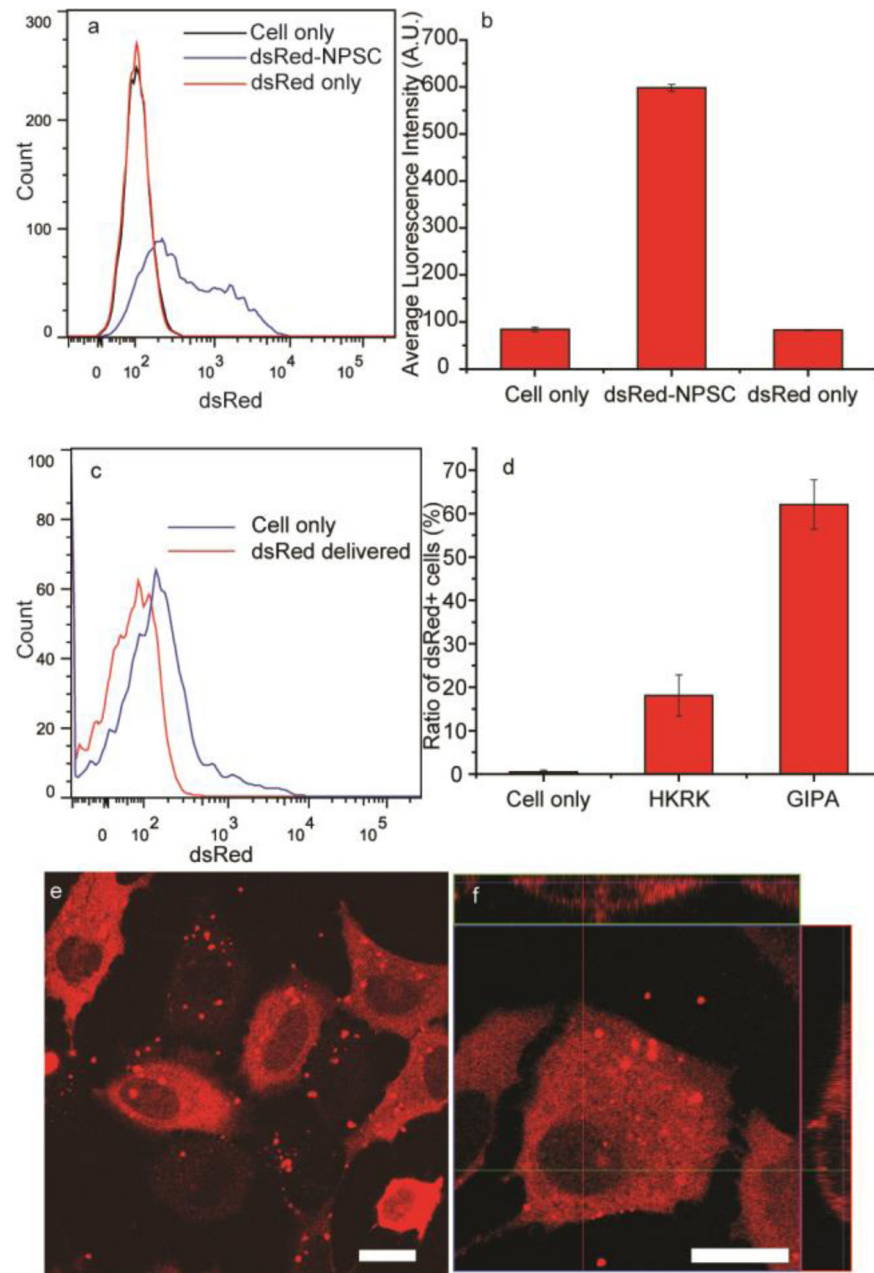 a
Cell only
dsRed-NPSC
dsRed only
300
200
100
0
Count
0 10² 10³ 10⁴ 10⁵
dsRed
b
Average Luorescence Intensity (A.U.)
700
600
500
400
300
200
100
0
Cell only dsRed-NPSC dsRed only
c
Cell only
dsRed delivered
100
80
60
40
20
0
Count
0 10² 10³ 10⁴ 10⁵
dsRed
d
Ratio of dsRed+ cells (%)
70
60
50
40
30
20
10
0
Cell only HKRK GIPA
e
f